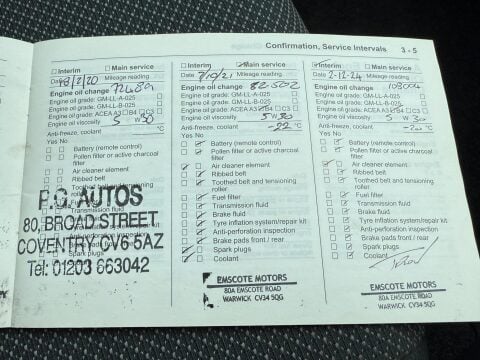 Confirmation, Service Intervals 3 - 5
Interim Main service
Date 2/20 Mileage reading
Engine oil change
Engine oil grade: GM-LL-A-025
Engine oil grade: GM-LL-B-025
Engine oil grade: ACEA A3 B4 C3
Engine oil viscosity 5 W 30
Anti-freeze, coolant °C
Yes No
Battery (remote control)
Pollen filter or active charcoal
filter
Air cleaner element
Ribbed belt
Toothed belt and tensioning
roller
Transmission fluid
Spark plugs
P.G. AUTOS
80, BROAD STREET
COVENTRY CV6 5AZ
Tel: 01203 663042
Interim Main service
Date 7/10/21 Mileage reading
Engine oil change 82502
Engine oil grade: GM-LL-A-025
Engine oil grade: GM-LL-B-025
Engine oil grade: ACEA A3 B4 C3
Engine oil viscosity 5 W 30
Anti-freeze, coolant -22 °C
Yes No
Battery (remote control)
Pollen filter or active charcoal
filter
Air cleaner element
Ribbed belt
Toothed belt and tensioning
roller
Fuel filter
Transmission fluid
Brake fluid
Tyre inflation system/repair kit
Anti-perforation inspection
Brake pads front / rear
Spark plugs
Coolant
EMSCOTE MOTORS
80A EMSCOTE ROAD
WARWICK CV34 5QG
Interim Main service
Date 2-12-24 Mileage reading
Engine oil change 108004
Engine oil grade: GM-LL-A-025
Engine oil grade: GM-LL-B-025
Engine oil grade: ACEA A3 B4 C3
Engine oil viscosity 5 W 30
Anti-freeze, coolant -20 °C
Yes No
Battery (remote control)
Pollen filter or active charcoal
filter
Air cleaner element
Ribbed belt
Toothed belt and tensioning
roller
Fuel filter
Transmission fluid
Brake fluid
Tyre inflation system/repair kit
Anti-perforation inspection
Brake pads front / rear
Spark plugs
Coolant
EMSCOTE MOTORS
80A EMSCOTE ROAD
WARWICK CV34 5QG